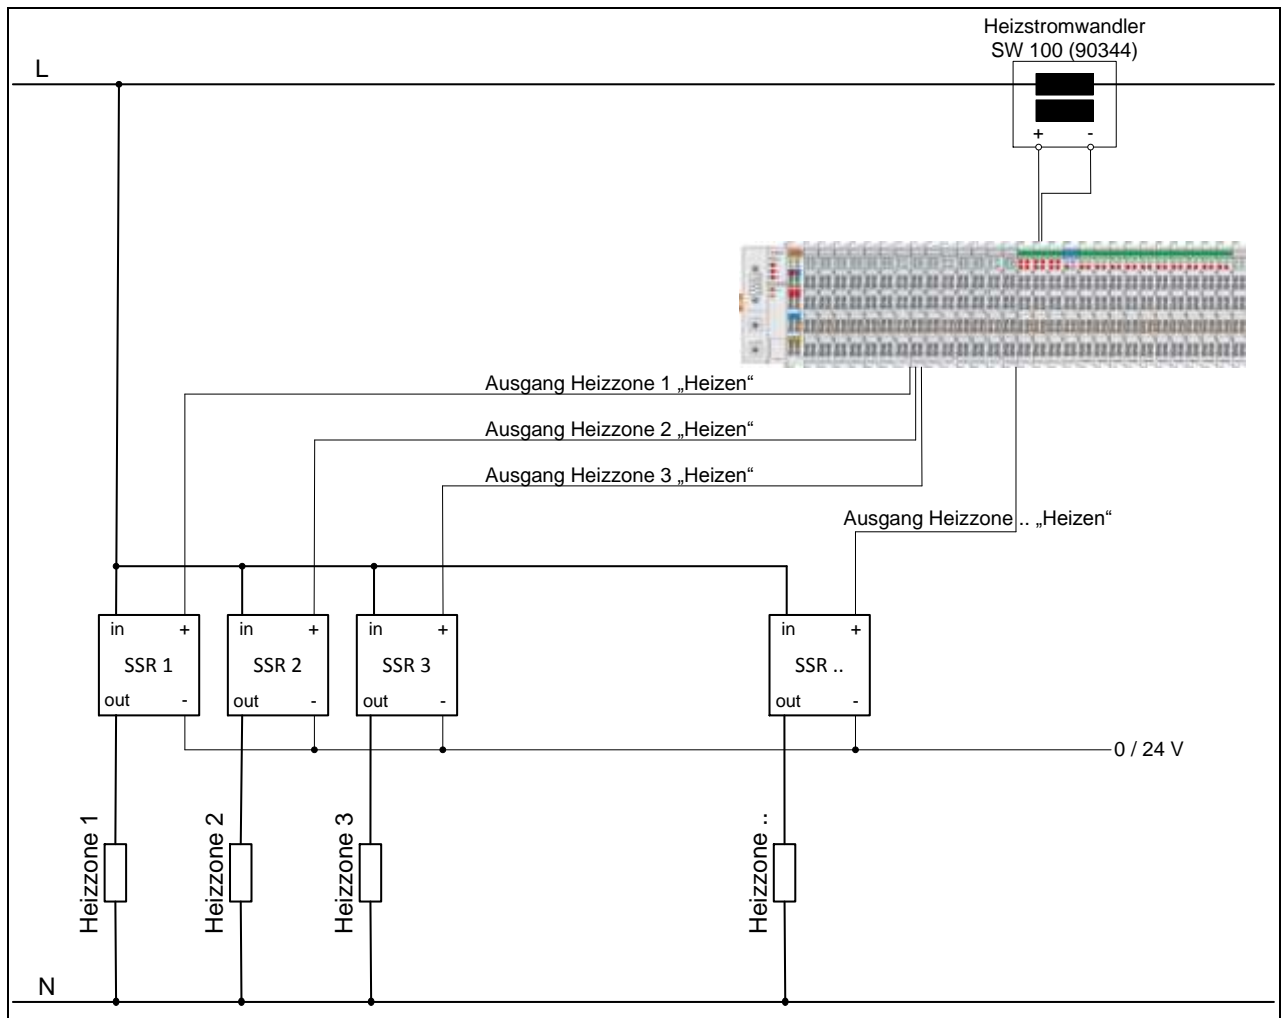 Heizstromwandler
SW 100 (90344)
L
+ -
Ausgang Heizzone 1 „Heizen“
Ausgang Heizzone 2 „Heizen“
Ausgang Heizzone 3 „Heizen“
Ausgang Heizzone .. „Heizen“
in +
SSR 1
out -
in +
SSR 2
out -
in +
SSR 3
out -
in +
SSR ..
out -
0 / 24 V
Heizzone 1
Heizzone 2
Heizzone 3
Heizzone ..
N